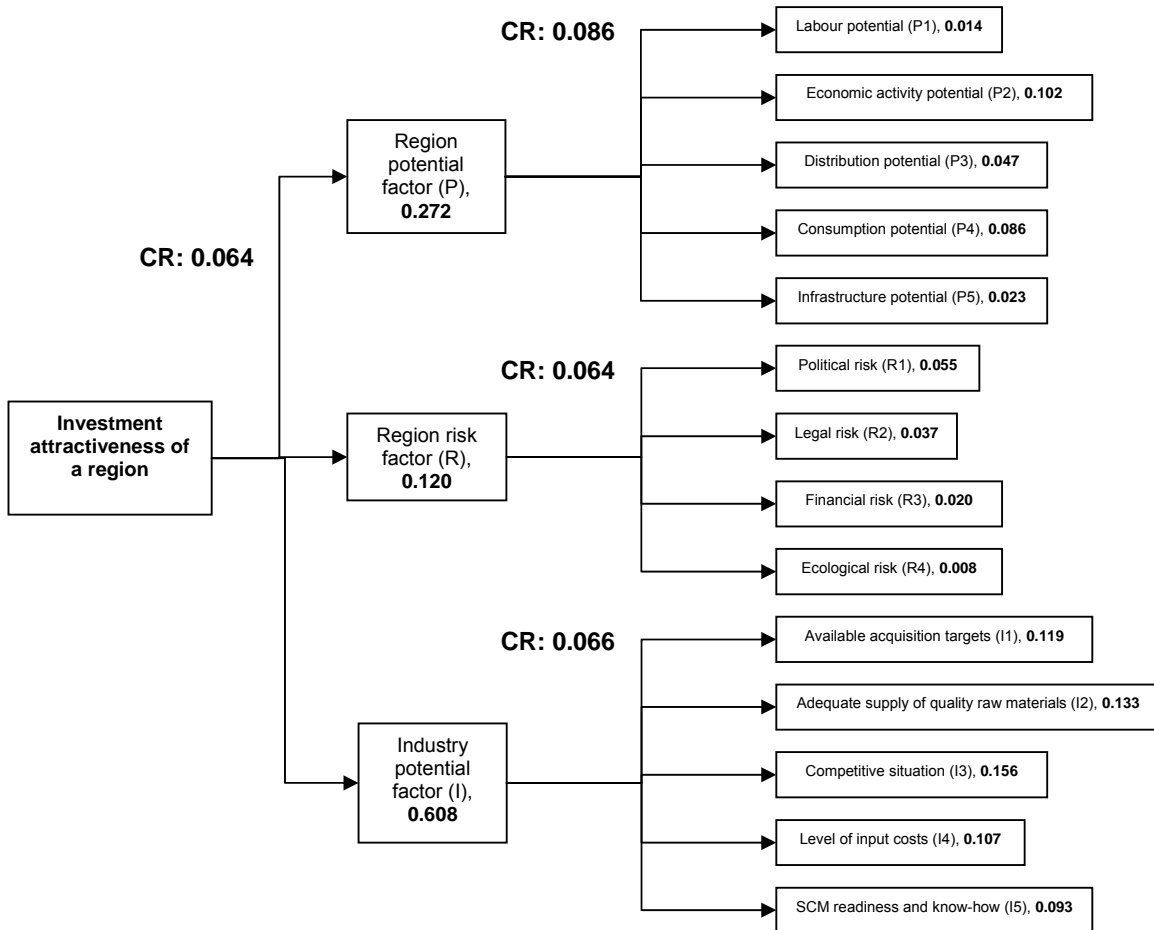 CR: 0.086
Labour potential (P1), 0.014
Economic activity potential (P2), 0.102
Region
potential
factor (P),
0.272
Distribution potential (P3), 0.047
Consumption potential (P4), 0.086
CR: 0.064
Infrastructure potential (P5), 0.023
CR: 0.064
Political risk (R1), 0.055
Investment
attractiveness of
a region
Region risk
factor (R),
0.120
Legal risk (R2), 0.037
Financial risk (R3), 0.020
Ecological risk (R4), 0.008
CR: 0.066
Available acquisition targets (I1), 0.119
Adequate supply of quality raw materials (I2), 0.133
Industry
potential
factor (I),
0.608
Competitive situation (I3), 0.156
Level of input costs (I4), 0.107
SCM readiness and know-how (I5), 0.093